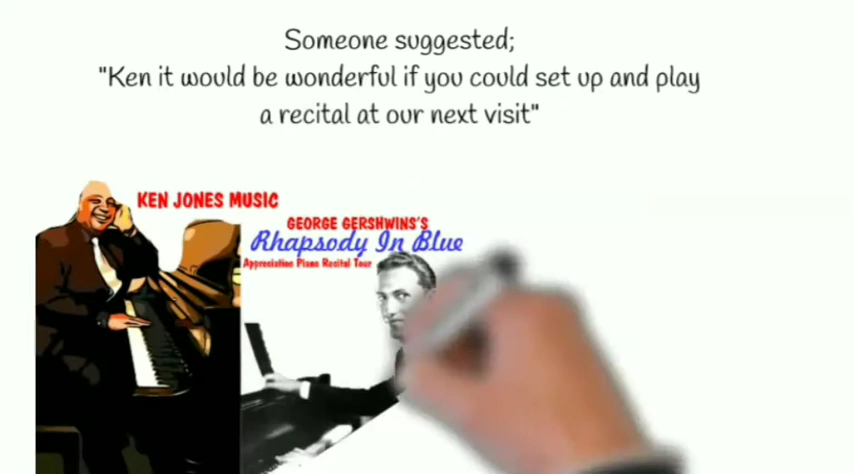 Someone suggested;
"Ken it would be wonderful if you could set up and play
a recital at our next visit"
KEN JONES MUSIC
GEORGE GERSHWINS'S
Rhapsody In Blue
Appreciation Piano Recital Tour